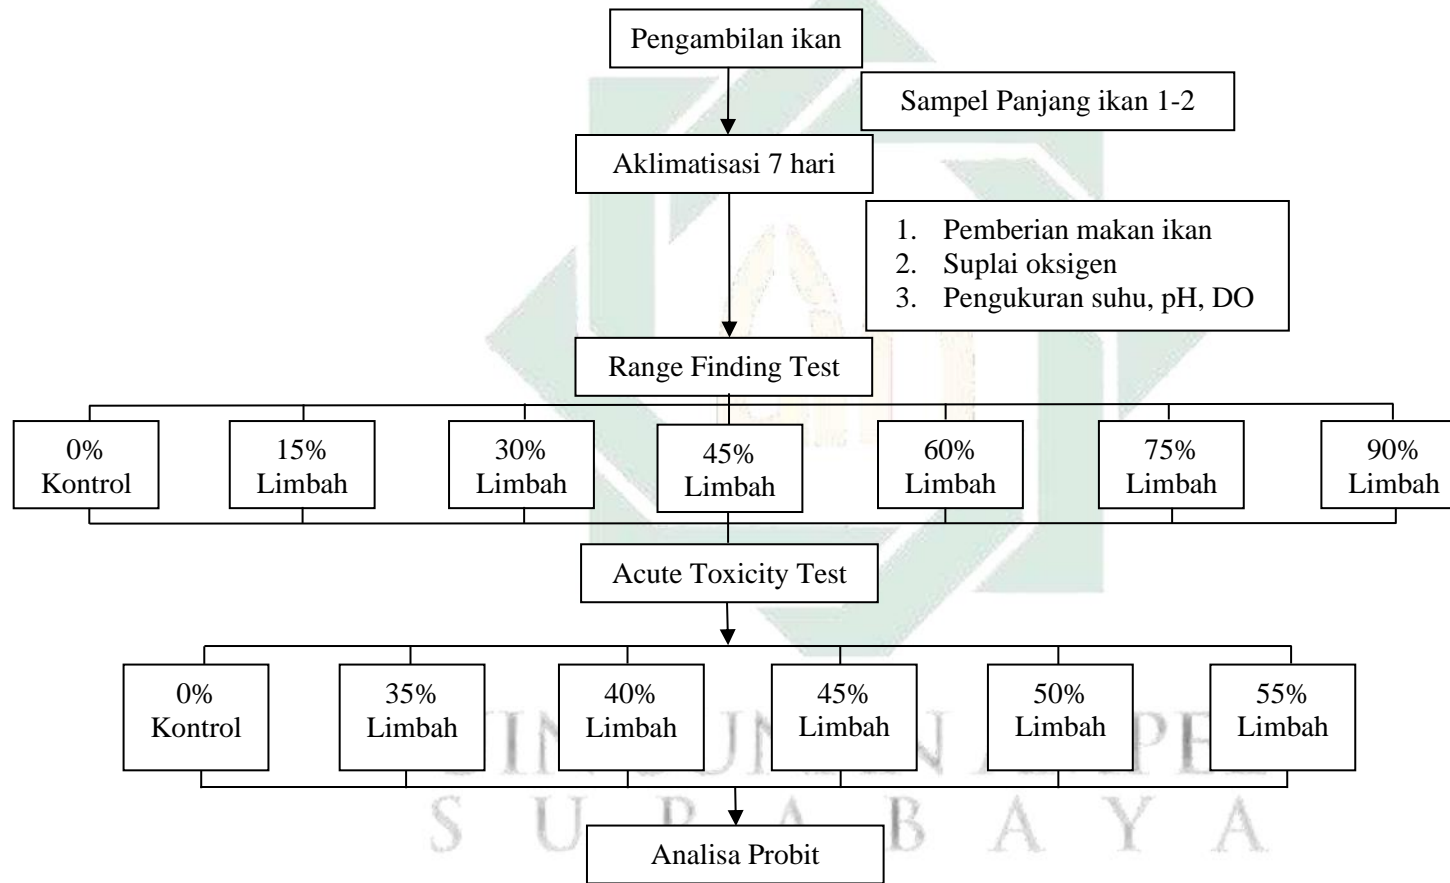 Pengambilan ikan
Sampel Panjang ikan 1-2
Aklimatisasi 7 hari
1. Pemberian makan ikan
2. Suplai oksigen
3. Pengukuran suhu, pH, DO
Range Finding Test
0%
Kontrol
15%
Limbah
30%
Limbah
45%
Limbah
60%
Limbah
75%
Limbah
90%
Limbah
Acute Toxicity Test
0%
Kontrol
35%
Limbah
40%
Limbah
45%
Limbah
50%
Limbah
55%
Limbah
SURABAYA
Analisa Probit